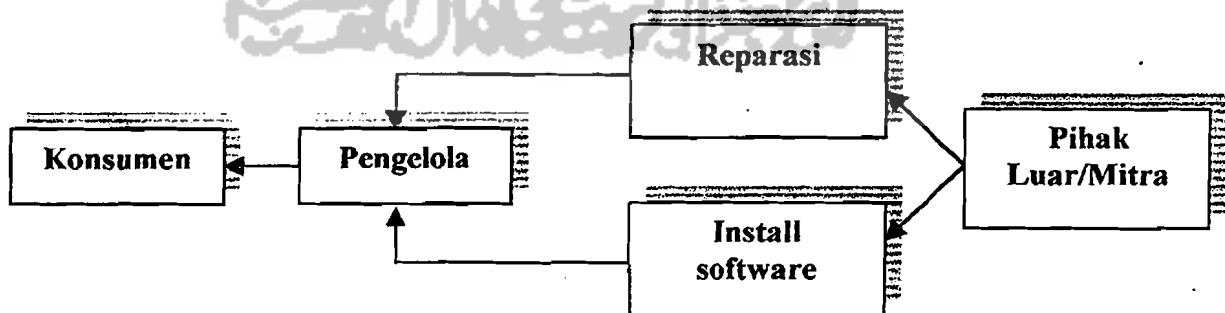 Reparasi
Konsumen
Pengelola
Pihak
Luar/Mitra
Install
software